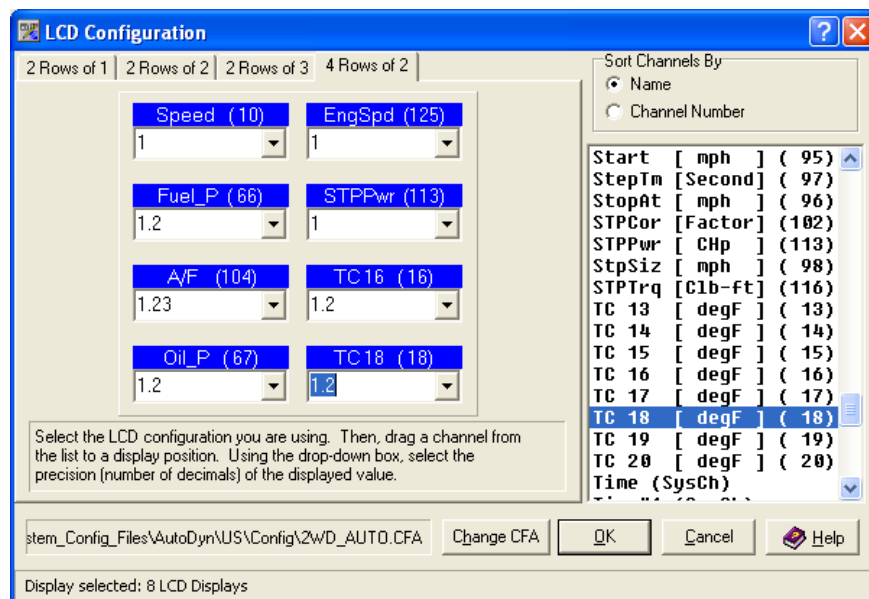 LCD Configuration
2 Rows of 1
2 Rows of 2
2 Rows of 3
4 Rows of 2
Speed (10)
EngSpd (125)
1
1
Fuel_P (66)
STPPwr (113)
1.2
1
A/F (104)
TC 16 (16)
1.23
1.2
Oil_P (67)
TC 18 (18)
1.2
1.2
Select the LCD configuration you are using. Then, drag a channel from
the list to a display position. Using the drop-down box, select the
precision (number of decimals) of the displayed value.
Sort Channels By
Name
Channel Number
Start [ mph ] ( 95)
StepTm [Second] ( 97)
StopAt [ mph ] ( 96)
STPCor [Factor] (102)
STPPwr [ CHp ] (113)
StpSiz [ mph ] ( 98)
STPTrq [Clb-ft] (116)
TC 13 [ degF ] ( 13)
TC 14 [ degF ] ( 14)
TC 15 [ degF ] ( 15)
TC 16 [ degF ] ( 16)
TC 17 [ degF ] ( 17)
TC 18 [ degF ] ( 18)
TC 19 [ degF ] ( 19)
TC 20 [ degF ] ( 20)
Time (SysCh)
stem_Config_Files\AutoDyn\US\Config\2WD_AUTO.CFA
Change CFA
OK
Cancel
Help
Display selected: 8 LCD Displays